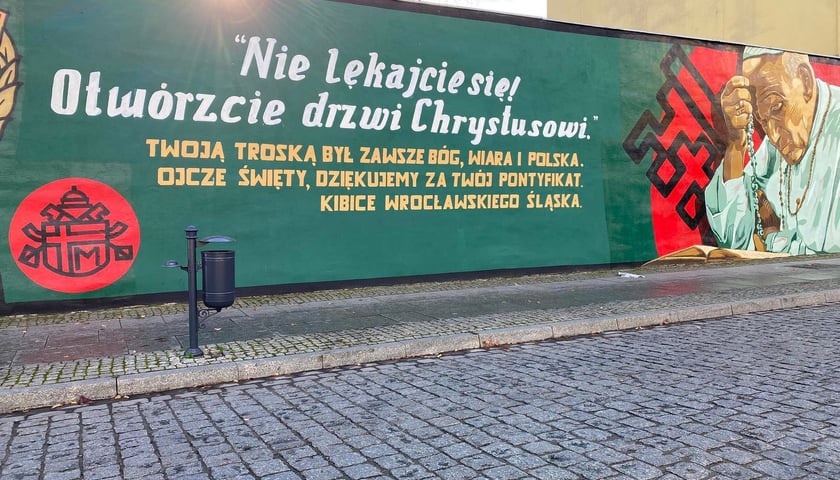 “Nie lękajcie się!
Otwórzcie drzwi Chrystusowi.”
TWOJĄ TROSKĄ BYŁ ZAWSZE BÓG, WIARA I POLSKA.
OJCZE ŚWIĘTY, DZIĘKUJEMY ZA TWÓJ PONTYFIKAT.
KIBICE WROCŁAWSKIEGO ŚLĄSKA.
M